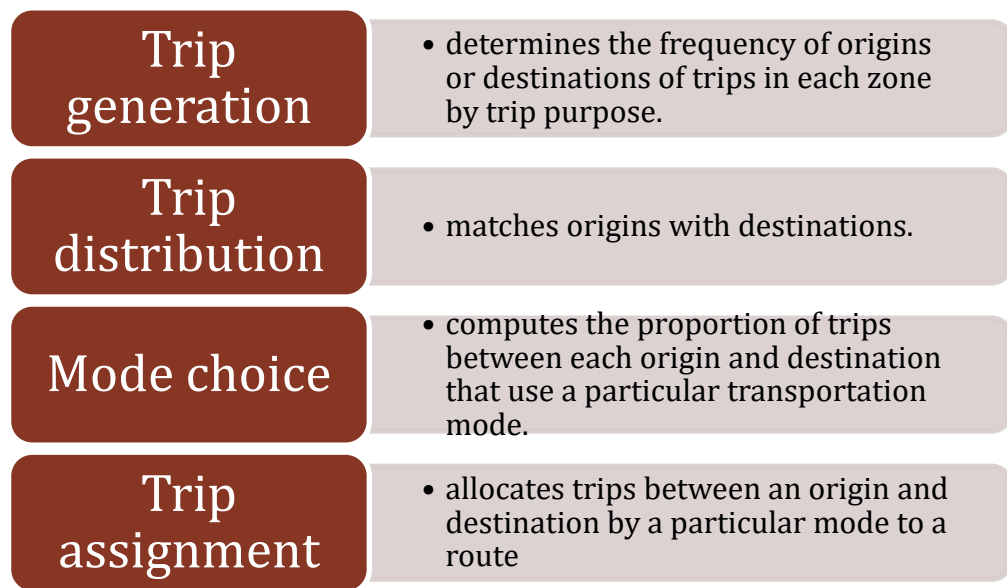 Trip
generation
• determines the frequency of origins
or destinations of trips in each zone
by trip purpose.
Trip
distribution
• matches origins with destinations.
Mode choice
• computes the proportion of trips
between each origin and destination
that use a particular transportation
mode.
Trip
assignment
• allocates trips between an origin and
destination by a particular mode to a
route